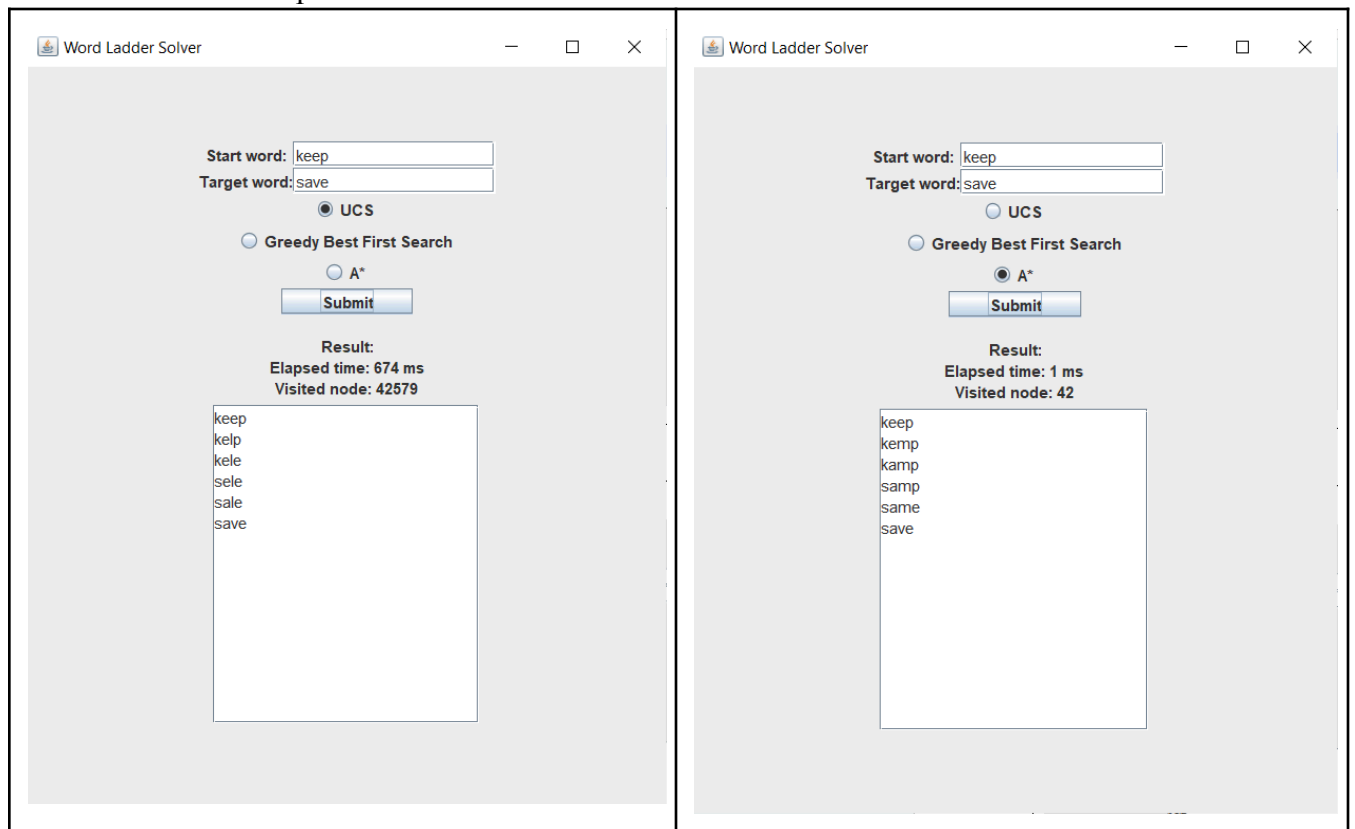 Word Ladder Solver
Start word: keep
Target word: save
UCS
Greedy Best First Search
A*
Submit
Result:
Elapsed time: 674 ms
Visited node: 42579
keep
kelp
kele
sele
sale
save
Word Ladder Solver
Start word: keep
Target word: save
UCS
Greedy Best First Search
A*
Submit
Result:
Elapsed time: 1 ms
Visited node: 42
keep
kemp
kamp
samp
same
save